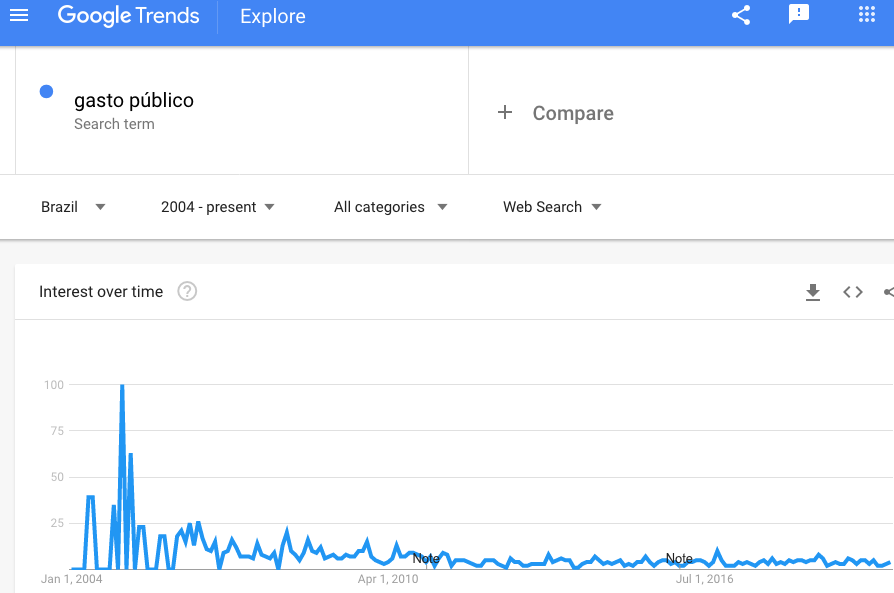 Google Trends Explore
gasto público
Search term
+ Compare
Brazil 2004 - present All categories Web Search
Interest over time ?
100
75
50
25
Note Note
Jan 1, 2004 Apr 1, 2010 Jul 1, 2016